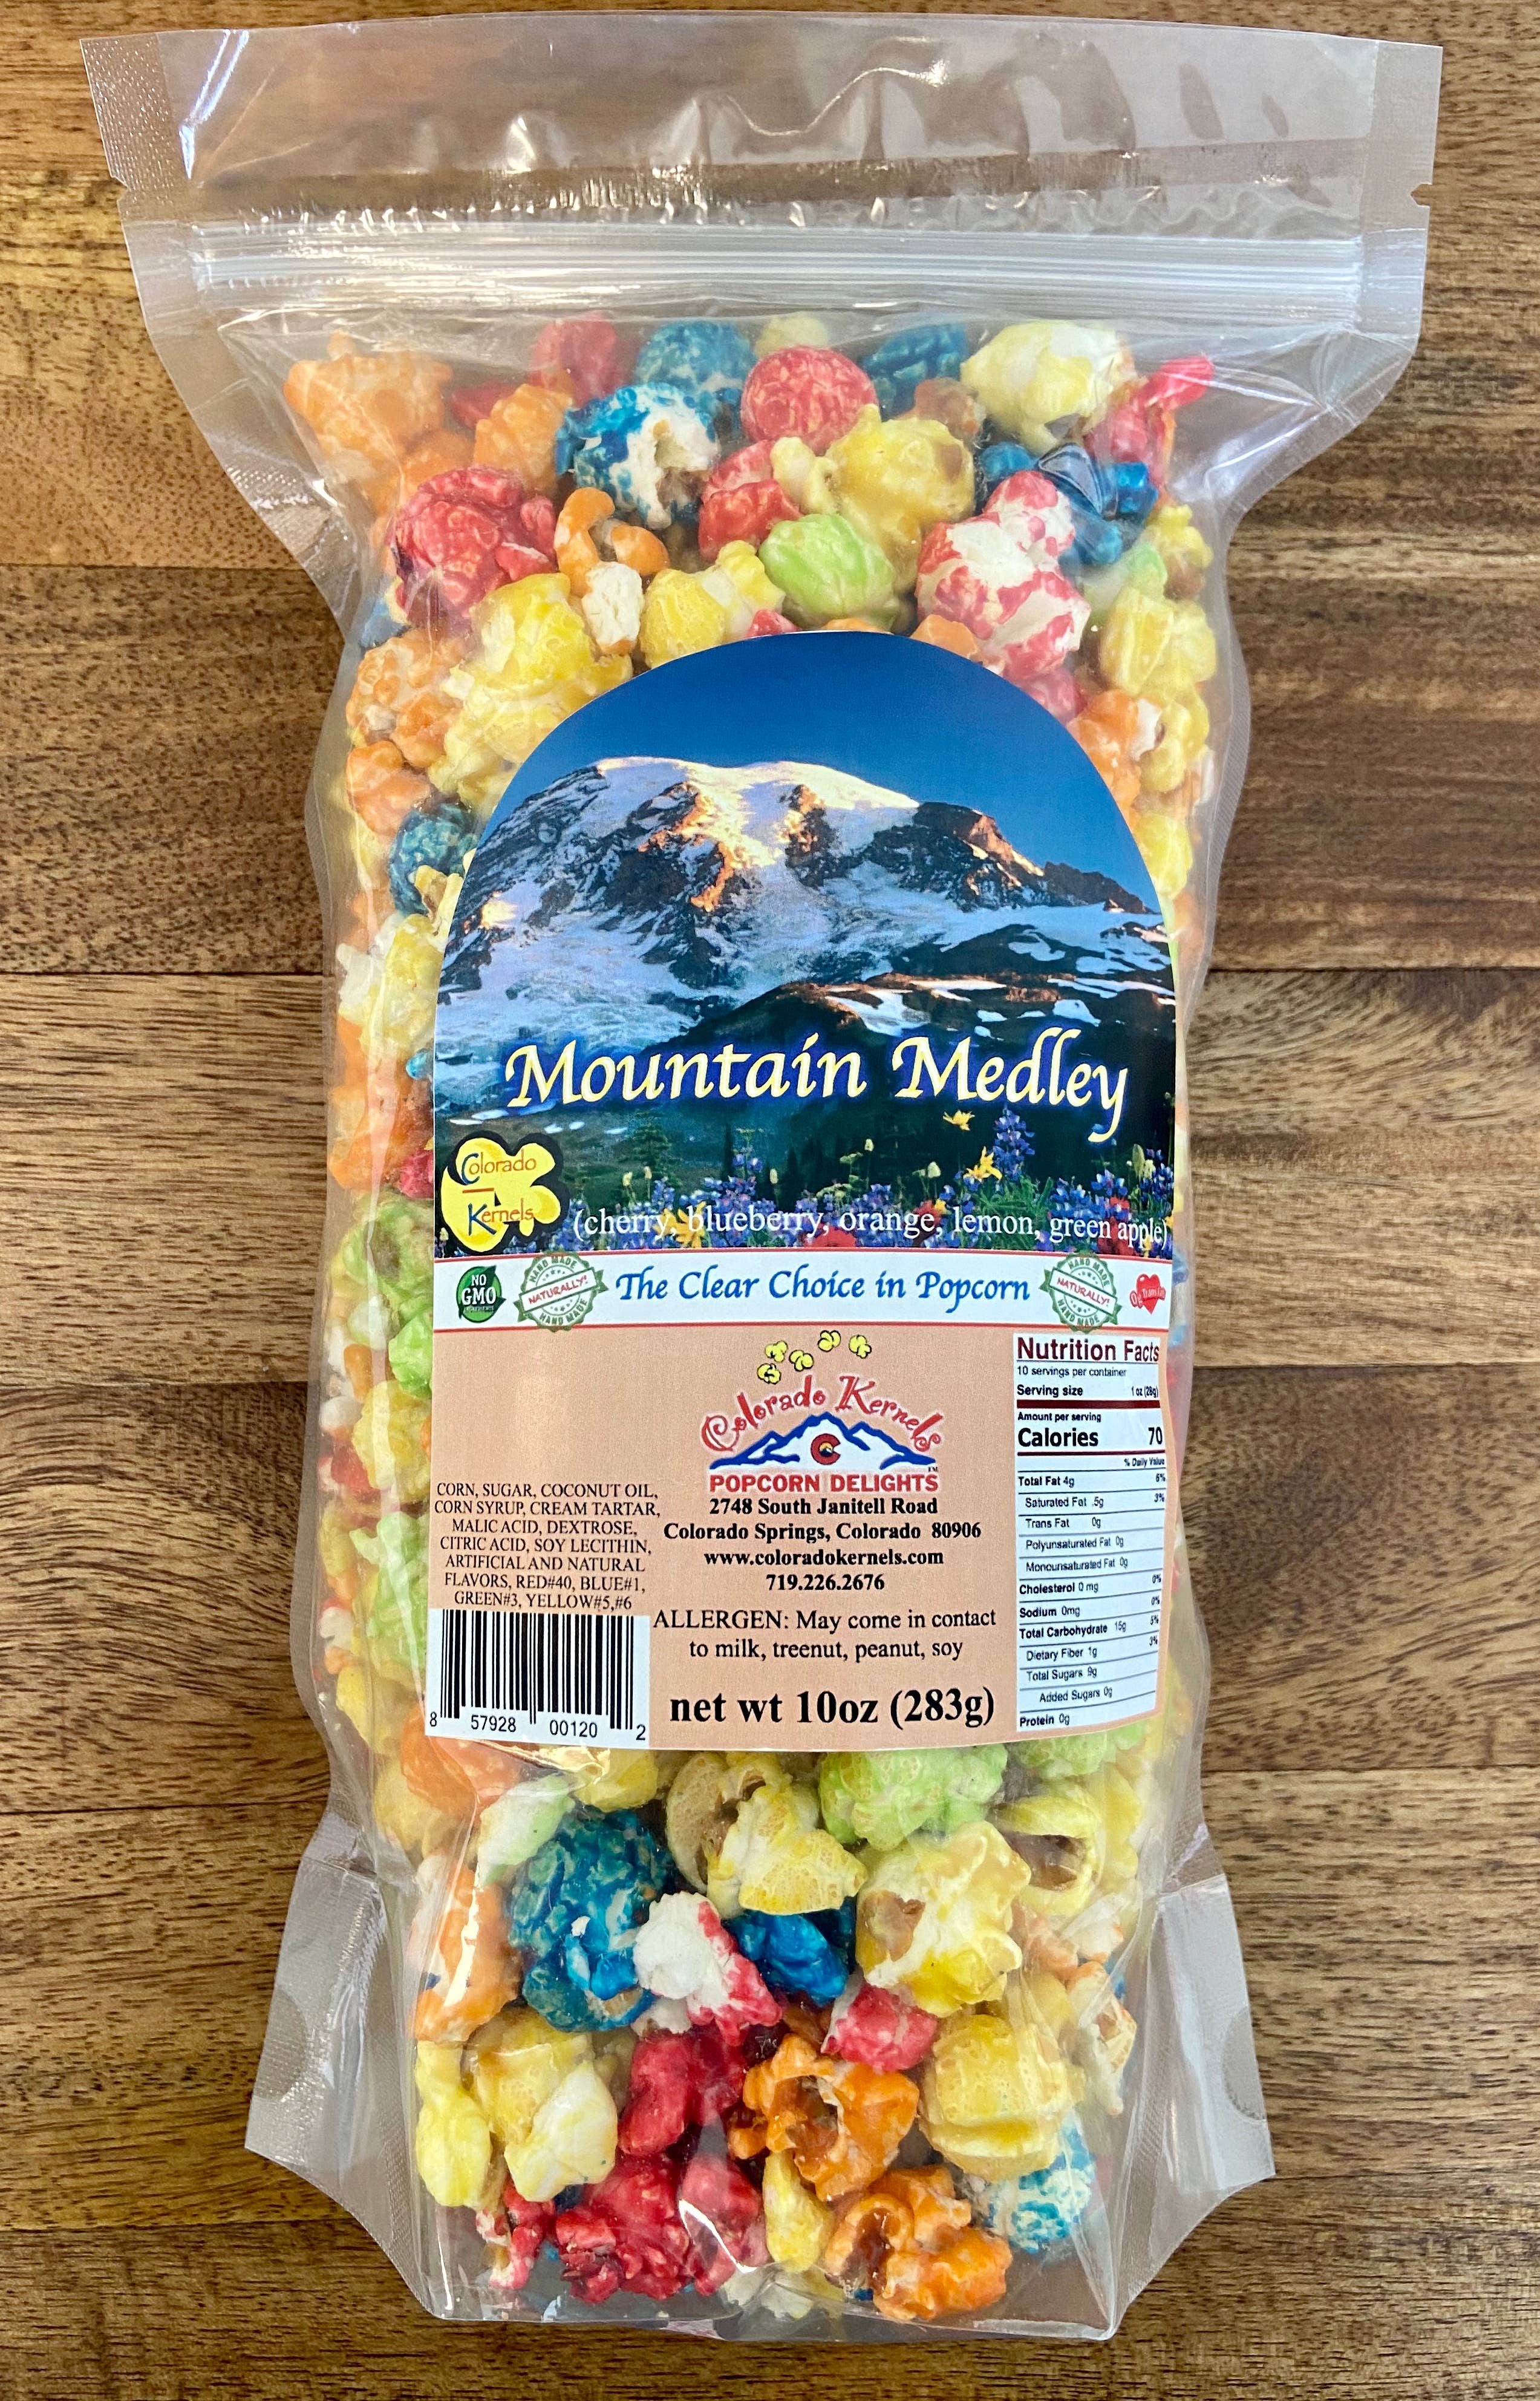 Mountain Medley
Colorado
Kernels
(cherry, blueberry, orange, lemon, green apple)
NO
GMO
HAND MADE
NATURALLY!
HAND MADE
The Clear Choice in Popcorn
HAND MADE
NATURALLY!
HAND MADE
0g Trans Fat
Colorado Kernels
POPCORN DELIGHTS™
2748 South Janitell Road
Colorado Springs, Colorado 80906
www.coloradokernels.com
719.226.2676
ALLERGEN: May come in contact
to milk, treenut, peanut, soy
net wt 10oz (283g)
CORN, SUGAR, COCONUT OIL,
CORN SYRUP, CREAM TARTAR,
MALIC ACID, DEXTROSE,
CITRIC ACID, SOY LECITHIN,
ARTIFICIAL AND NATURAL
FLAVORS, RED#40, BLUE#1,
GREEN#3, YELLOW#5,#6
8 57928 00120 2
Nutrition Facts
10 servings per container
Serving size 1 oz (28g)
Amount per serving
Calories 70
% Daily Value
Total Fat 4g 6%
Saturated Fat .5g 3%
Trans Fat 0g
Polyunsaturated Fat 0g
Monounsaturated Fat 0g
Cholesterol 0 mg 0%
Sodium 0mg 0%
Total Carbohydrate 15g 5%
Dietary Fiber 1g 3%
Total Sugars 9g
Added Sugars 0g
Protein 0g